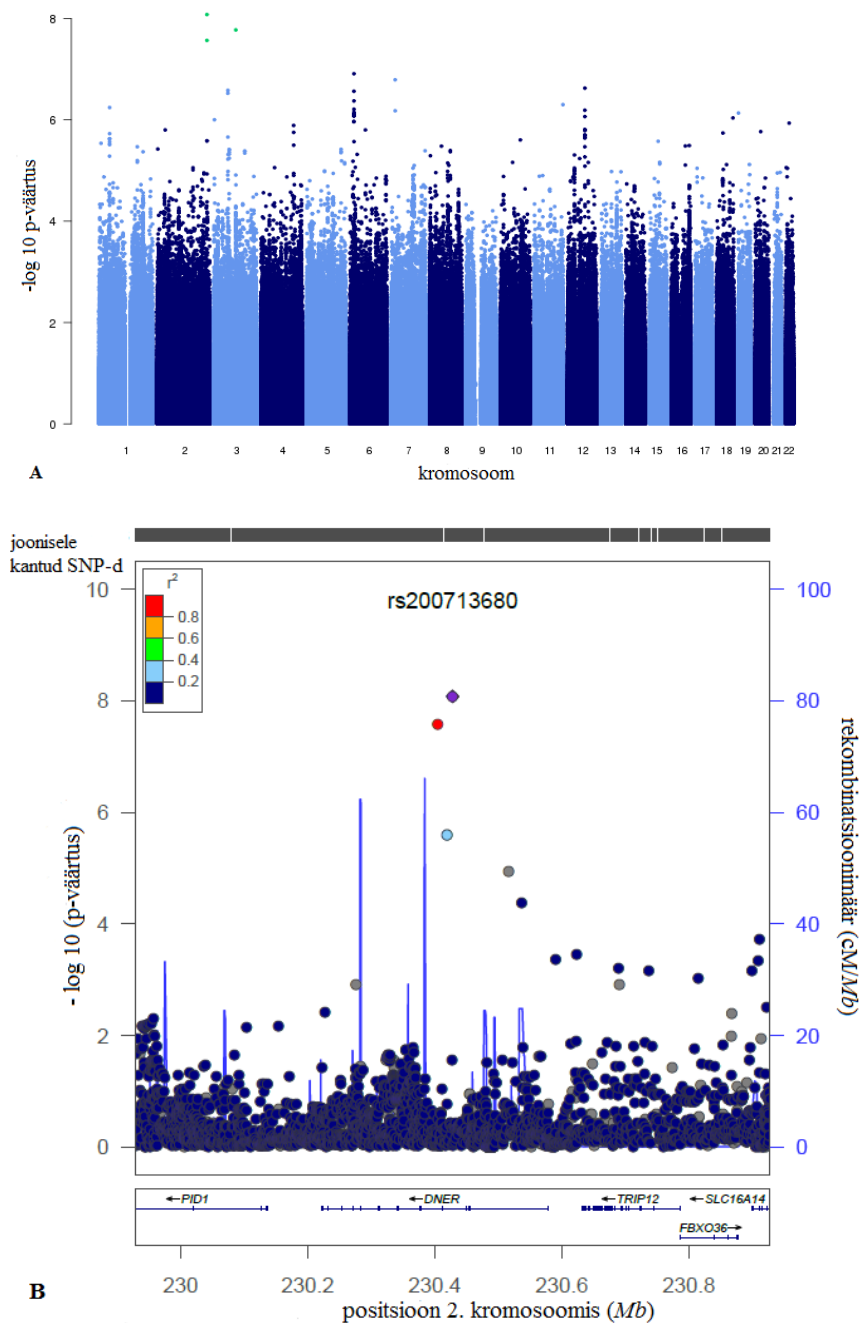 8
6
4
2
0
-log 10 p-väärtus
1 2 3 4 5 6 7 8 9 10 11 12 13 14 15 16 17 18 19 20 21 22
A
kromosoom
joonisele
kantud SNP-d
r²
0.8
0.6
0.4
0.2
rs200713680
10
8
6
4
2
0
- log 10 (p-väärtus)
100
80
60
40
20
0
rekombinatsioonimäär (cM/Mb)
←PID1
←DNER
←TRIP12
←SLC16A14
FBXO36→
230 230.2 230.4 230.6 230.8
B
positsioon 2. kromosoomis (Mb)